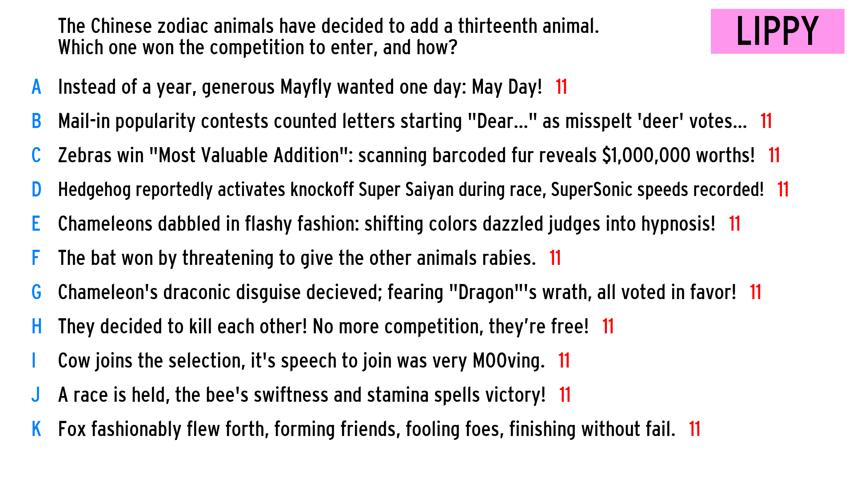 The Chinese zodiac animals have decided to add a thirteenth animal.
Which one won the competition to enter, and how?
LIPPY
A Instead of a year, generous Mayfly wanted one day: May Day! 11
B Mail-in popularity contests counted letters starting "Dear..." as misspelt 'deer' votes... 11
C Zebras win "Most Valuable Addition": scanning barcoded fur reveals $1,000,000 worths! 11
D Hedgehog reportedly activates knockoff Super Saiyan during race, SuperSonic speeds recorded! 11
E Chameleons dabbled in flashy fashion: shifting colors dazzled judges into hypnosis! 11
F The bat won by threatening to give the other animals rabies. 11
G Chameleon's draconic disguise decieved; fearing "Dragon"'s wrath, all voted in favor! 11
H They decided to kill each other! No more competition, they're free! 11
I Cow joins the selection, it's speech to join was very MOOving. 11
J A race is held, the bee's swiftness and stamina spells victory! 11
K Fox fashionably flew forth, forming friends, fooling foes, finishing without fail. 11